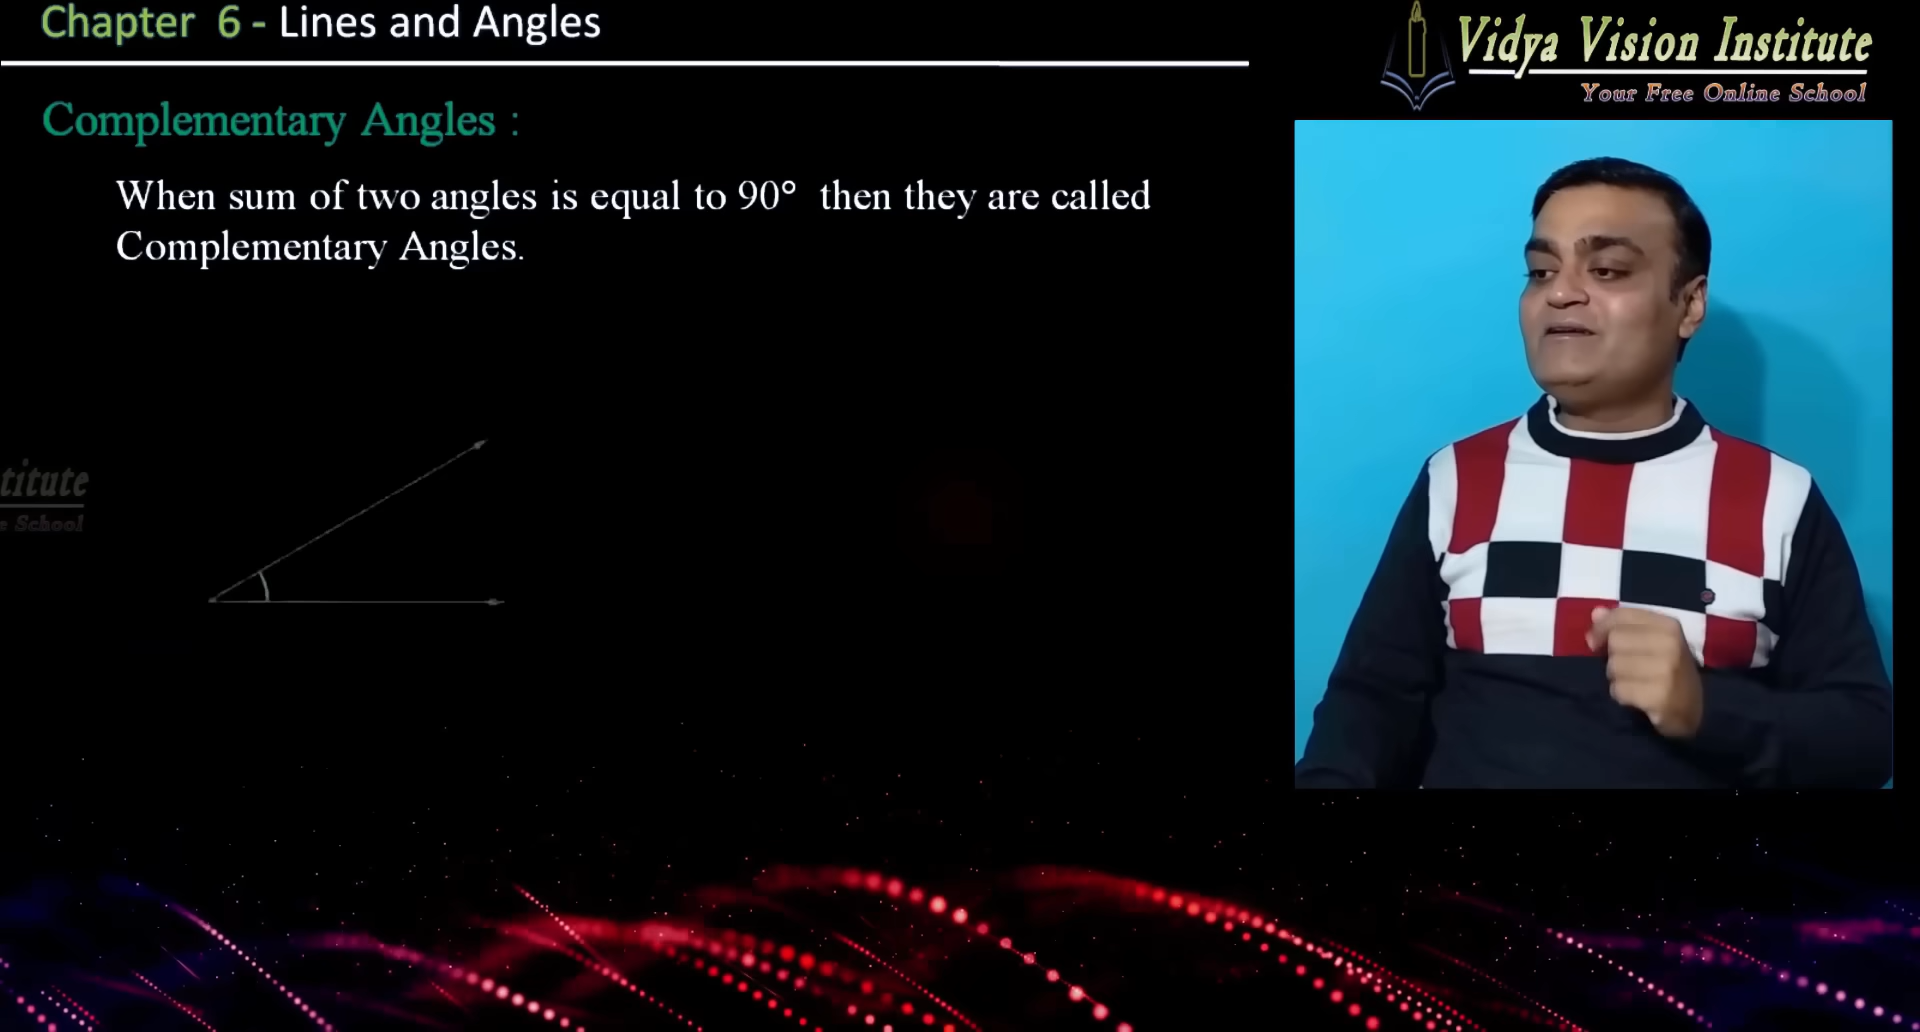 Chapter 6 - Lines and Angles
Vidya Vision Institute
Your Free Online School
Complementary Angles :
When sum of two angles is equal to 90° then they are called
Complementary Angles.
titute
e School